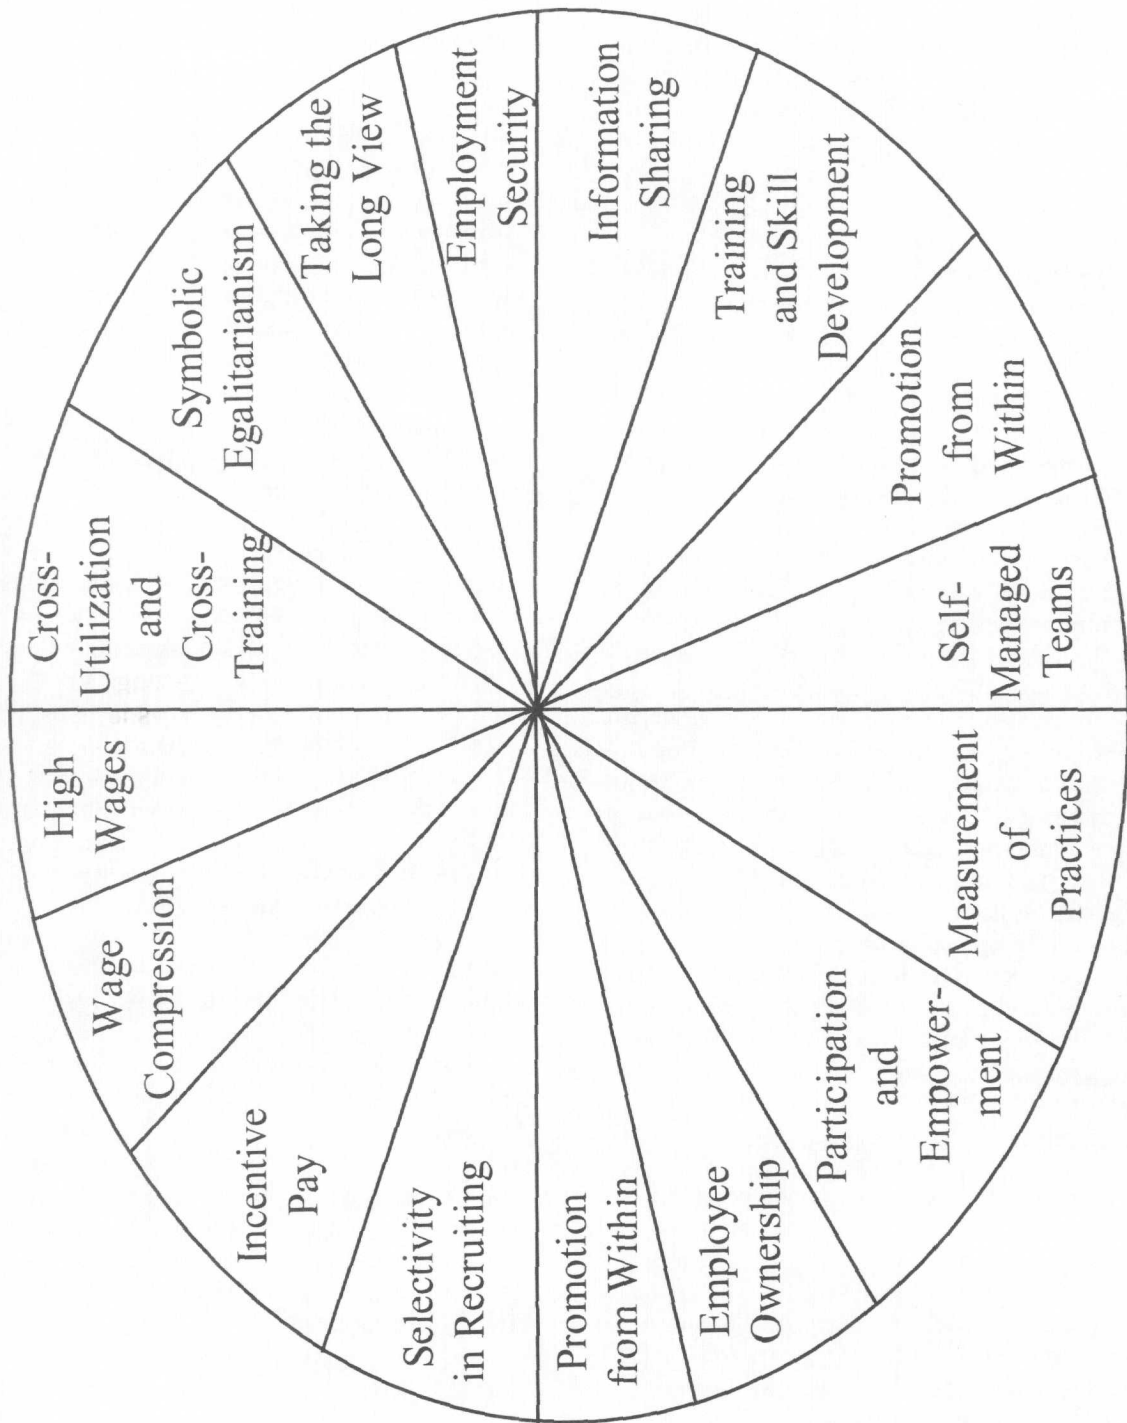 Cross-
Utilization
and
Cross-
Training
Symbolic
Egalitarianism
Taking the
Long View
Employment
Security
Information
Sharing
Training
and Skill
Development
Promotion
from
Within
Self-
Managed
Teams
Measurement
of
Practices
Participation
and
Empower-
ment
Employee
Ownership
Promotion
from Within
Selectivity
in Recruiting
Incentive
Pay
Wage
Compression
High
Wages